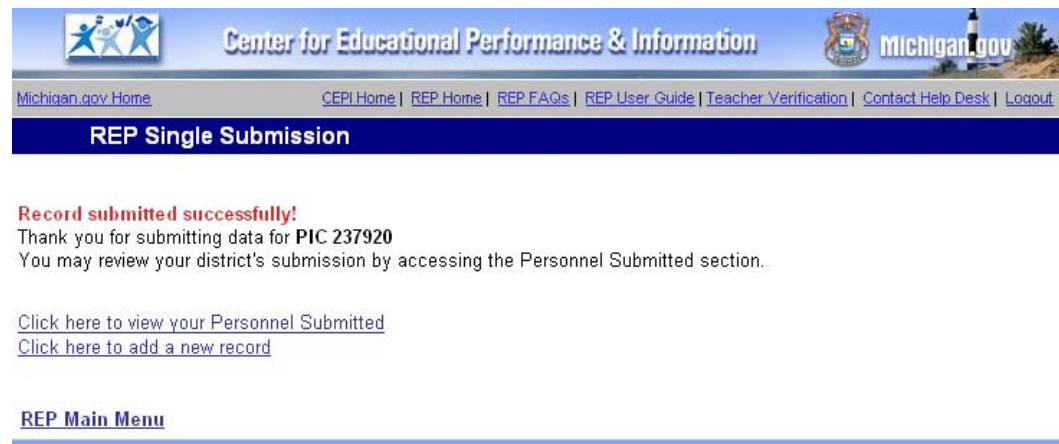 Center for Educational Performance & Information
Michigan.gov
Michigan.gov Home CEPI Home | REP Home | REP FAQs | REP User Guide | Teacher Verification | Contact Help Desk | Logout
REP Single Submission
Record submitted successfully!
Thank you for submitting data for PIC 237920
You may review your district's submission by accessing the Personnel Submitted section.
Click here to view your Personnel Submitted
Click here to add a new record
REP Main Menu